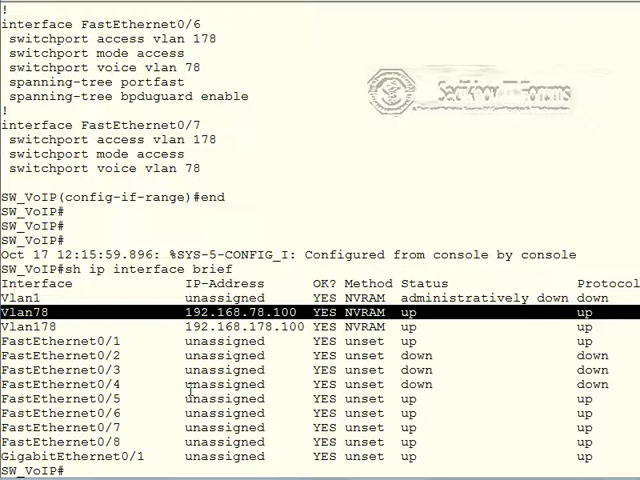 !
interface FastEthernet0/6
switchport access vlan 178
switchport mode access
switchport voice vlan 78
spanning-tree portfast
spanning-tree bpduguard enable
!
interface FastEthernet0/7
switchport access vlan 178
switchport mode access
switchport voice vlan 78
SW_VoIP(config-if-range)#end
SW_VoIP#
SW_VoIP#
SW_VoIP#
Oct 17 12:15:59.896: %SYS-5-CONFIG_I: Configured from console by console
SW_VoIP#sh ip interface brief
Interface IP-Address OK? Method Status Protocol
Vlan1 unassigned YES NVRAM administratively down down
Vlan78 192.168.78.100 YES NVRAM up up
Vlan178 192.168.178.100 YES NVRAM up up
FastEthernet0/1 unassigned YES unset up up
FastEthernet0/2 unassigned YES unset down down
FastEthernet0/3 unassigned YES unset down down
FastEthernet0/4 unassigned YES unset down down
FastEthernet0/5 unassigned YES unset up up
FastEthernet0/6 unassigned YES unset up up
FastEthernet0/7 unassigned YES unset up up
FastEthernet0/8 unassigned YES unset up up
GigabitEthernet0/1 unassigned YES unset up up
SW_VoIP#